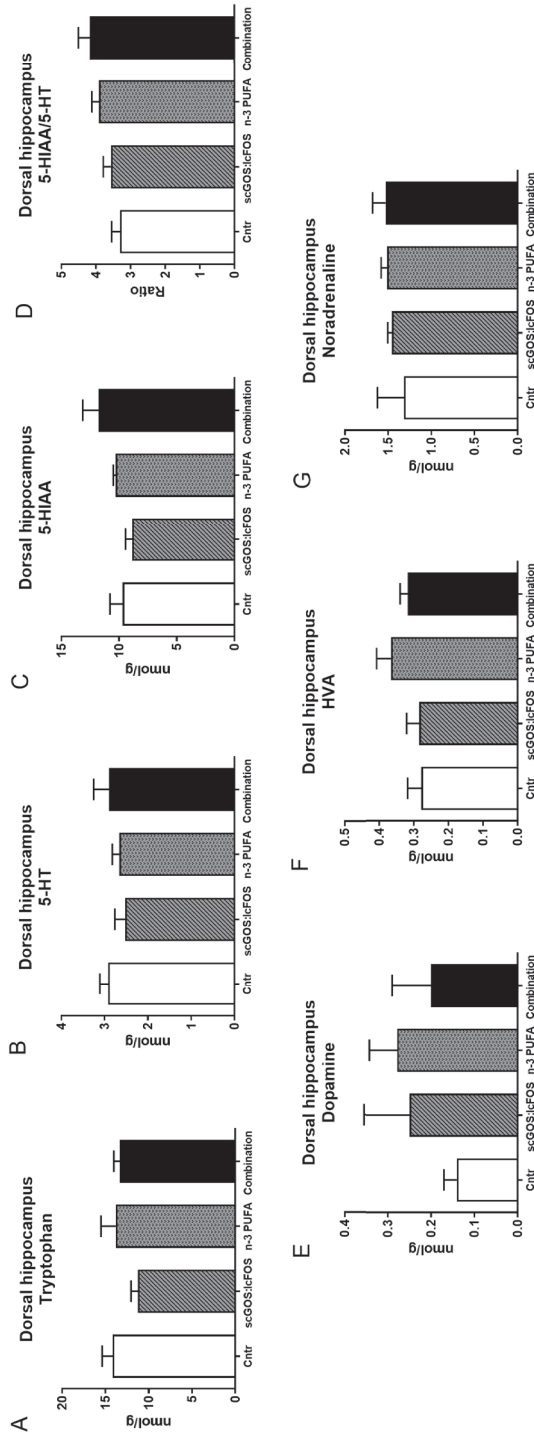 A
Dorsal hippocampus
Tryptophan
nmol/g
20
15
10
5
0
Cntr
scGOS:lcFOS
n-3 PUFA
Combination
B
Dorsal hippocampus
5-HT
nmol/g
4
3
2
1
0
Cntr
scGOS:lcFOS
n-3 PUFA
Combination
C
Dorsal hippocampus
5-HIAA
nmol/g
15
10
5
0
Cntr
scGOS:lcFOS
n-3 PUFA
Combination
D
Dorsal hippocampus
5-HIAA/5-HT
Ratio
5
4
3
2
1
0
Cntr
scGOS:lcFOS
n-3 PUFA
Combination
E
Dorsal hippocampus
Dopamine
nmol/g
0.4
0.3
0.2
0.1
0.0
Cntr
scGOS:lcFOS
n-3 PUFA
Combination
F
Dorsal hippocampus
HVA
nmol/g
0.5
0.4
0.3
0.2
0.1
0.0
Cntr
scGOS:lcFOS
n-3 PUFA
Combination
G
Dorsal hippocampus
Noradrenaline
nmol/g
2.0
1.5
1.0
0.5
0.0
Cntr
scGOS:lcFOS
n-3 PUFA
Combination